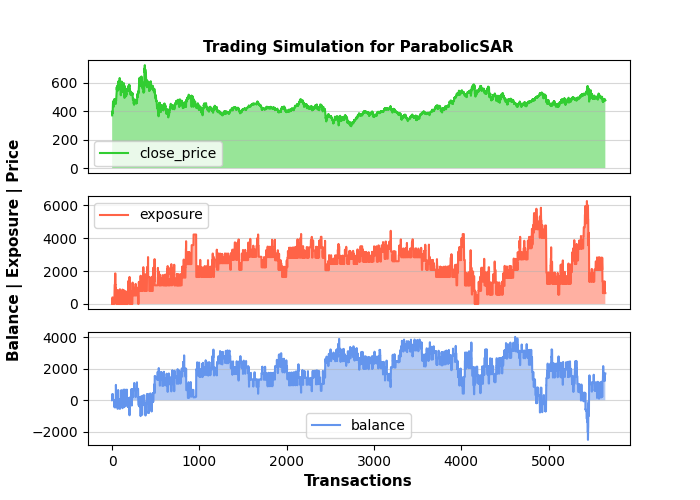 Trading Simulation for ParabolicSAR
Balance | Exposure | Price
600
400
200
0
close_price
6000
4000
2000
0
exposure
4000
2000
0
−2000
balance
0 1000 2000 3000 4000 5000
Transactions